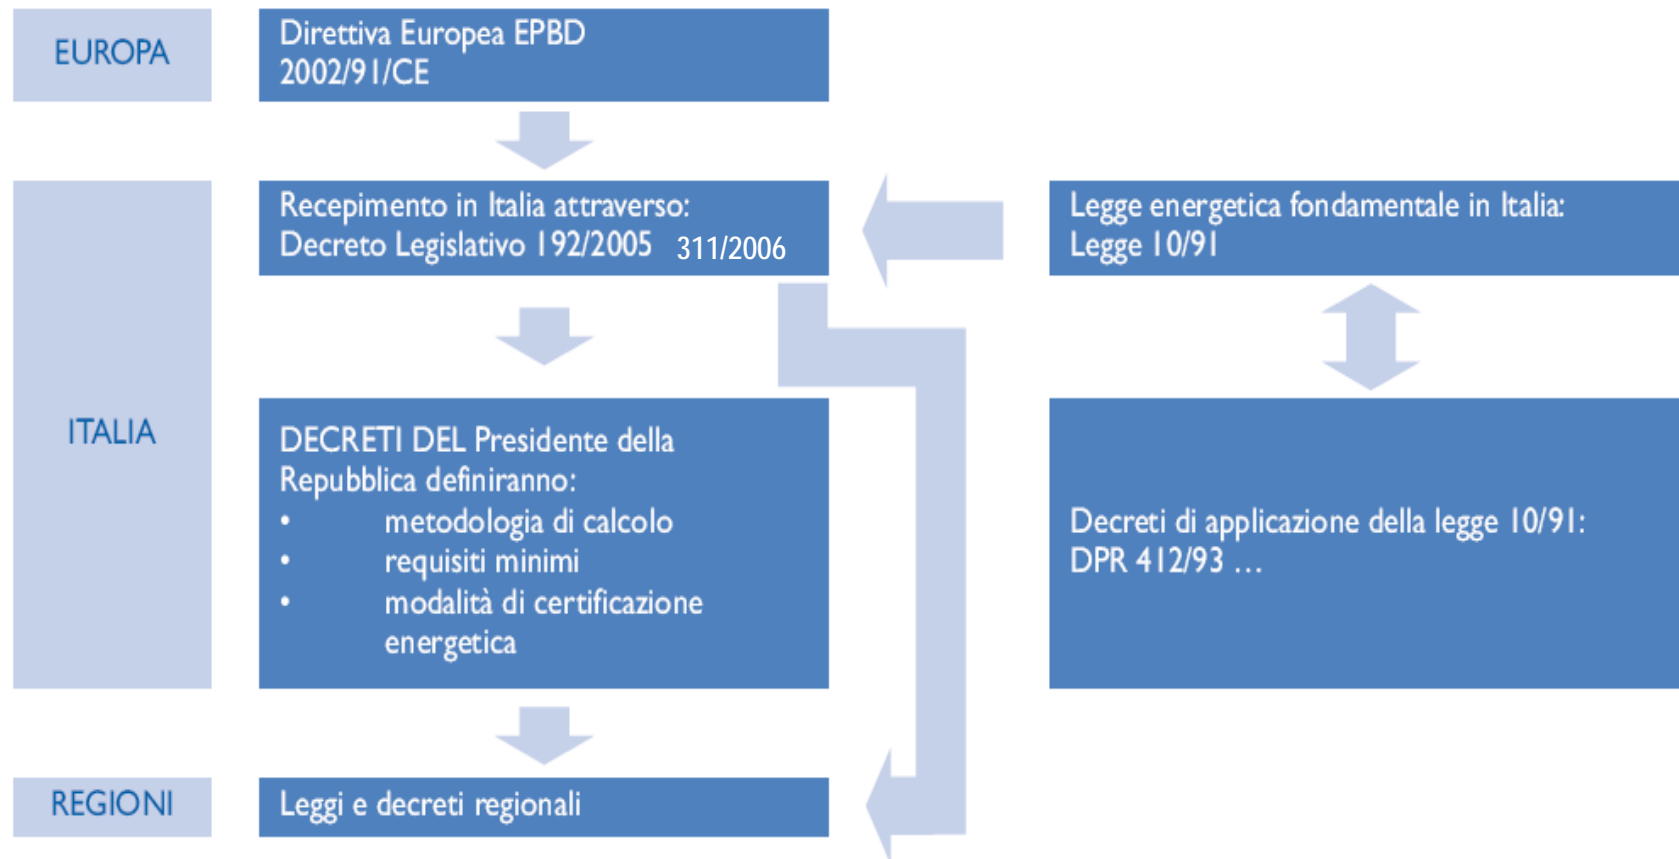 EUROPA
Direttiva Europea EPBD
2002/91/CE
ITALIA
Recepimento in Italia attraverso:
Decreto Legislativo 192/2005 311/2006
Legge energetica fondamentale in Italia:
Legge 10/91
DECRETI DEL Presidente della
Repubblica definiranno:
• metodologia di calcolo
• requisiti minimi
• modalità di certificazione
energetica
Decreti di applicazione della legge 10/91:
DPR 412/93 …
REGIONI
Leggi e decreti regionali